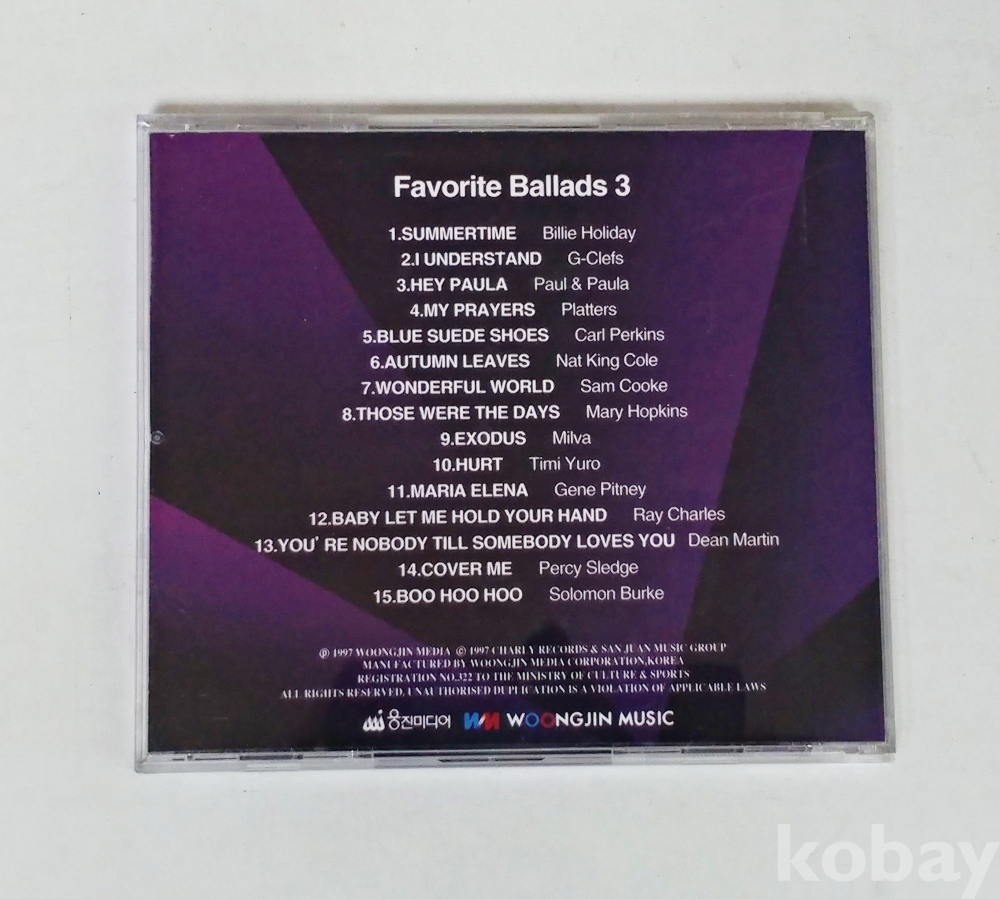 Favorite Ballads 3
1.SUMMERTIME Billie Holiday
2.I UNDERSTAND G-Clefs
3.HEY PAULA Paul & Paula
4.MY PRAYERS Platters
5.BLUE SUEDE SHOES Carl Perkins
6.AUTUMN LEAVES Nat King Cole
7.WONDERFUL WORLD Sam Cooke
8.THOSE WERE THE DAYS Mary Hopkins
9.EXODUS Milva
10.HURT Timi Yuro
11.MARIA ELENA Gene Pitney
12.BABY LET ME HOLD YOUR HAND Ray Charles
13.YOU' RE NOBODY TILL SOMEBODY LOVES YOU Dean Martin
14.COVER ME Percy Sledge
15.BOO HOO HOO Solomon Burke
℗ 1997 WOONGJIN MEDIA © 1997 CHARLY RECORDS & SAN JUAN MUSIC GROUP
MANUFACTURED BY WOONGJIN MEDIA CORPORATION,KOREA
REGISTRATION NO.322 TO THE MINISTRY OF CULTURE & SPORTS
ALL RIGHTS RESERVED. UNAUTHORISED DUPLICATION IS A VIOLATION OF APPLICABLE LAWS
웅진미디어 WM WOONGJIN MUSIC
kobay